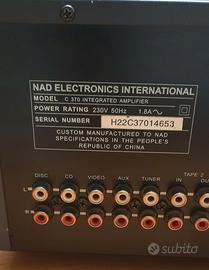 NAD ELECTRONICS INTERNATIONAL
MODEL C 370 INTEGRATED AMPLIFIER
POWER RATING 230V 50Hz 1.8A
SERIAL NUMBER H22C37014653
CUSTOM MANUFACTURED TO NAD
SPECIFICATIONS IN THE PEOPLE'S
REPUBLIC OF CHINA
TAPE 2
DISC CD VIDEO AUX TUNER IN
L
R
subito